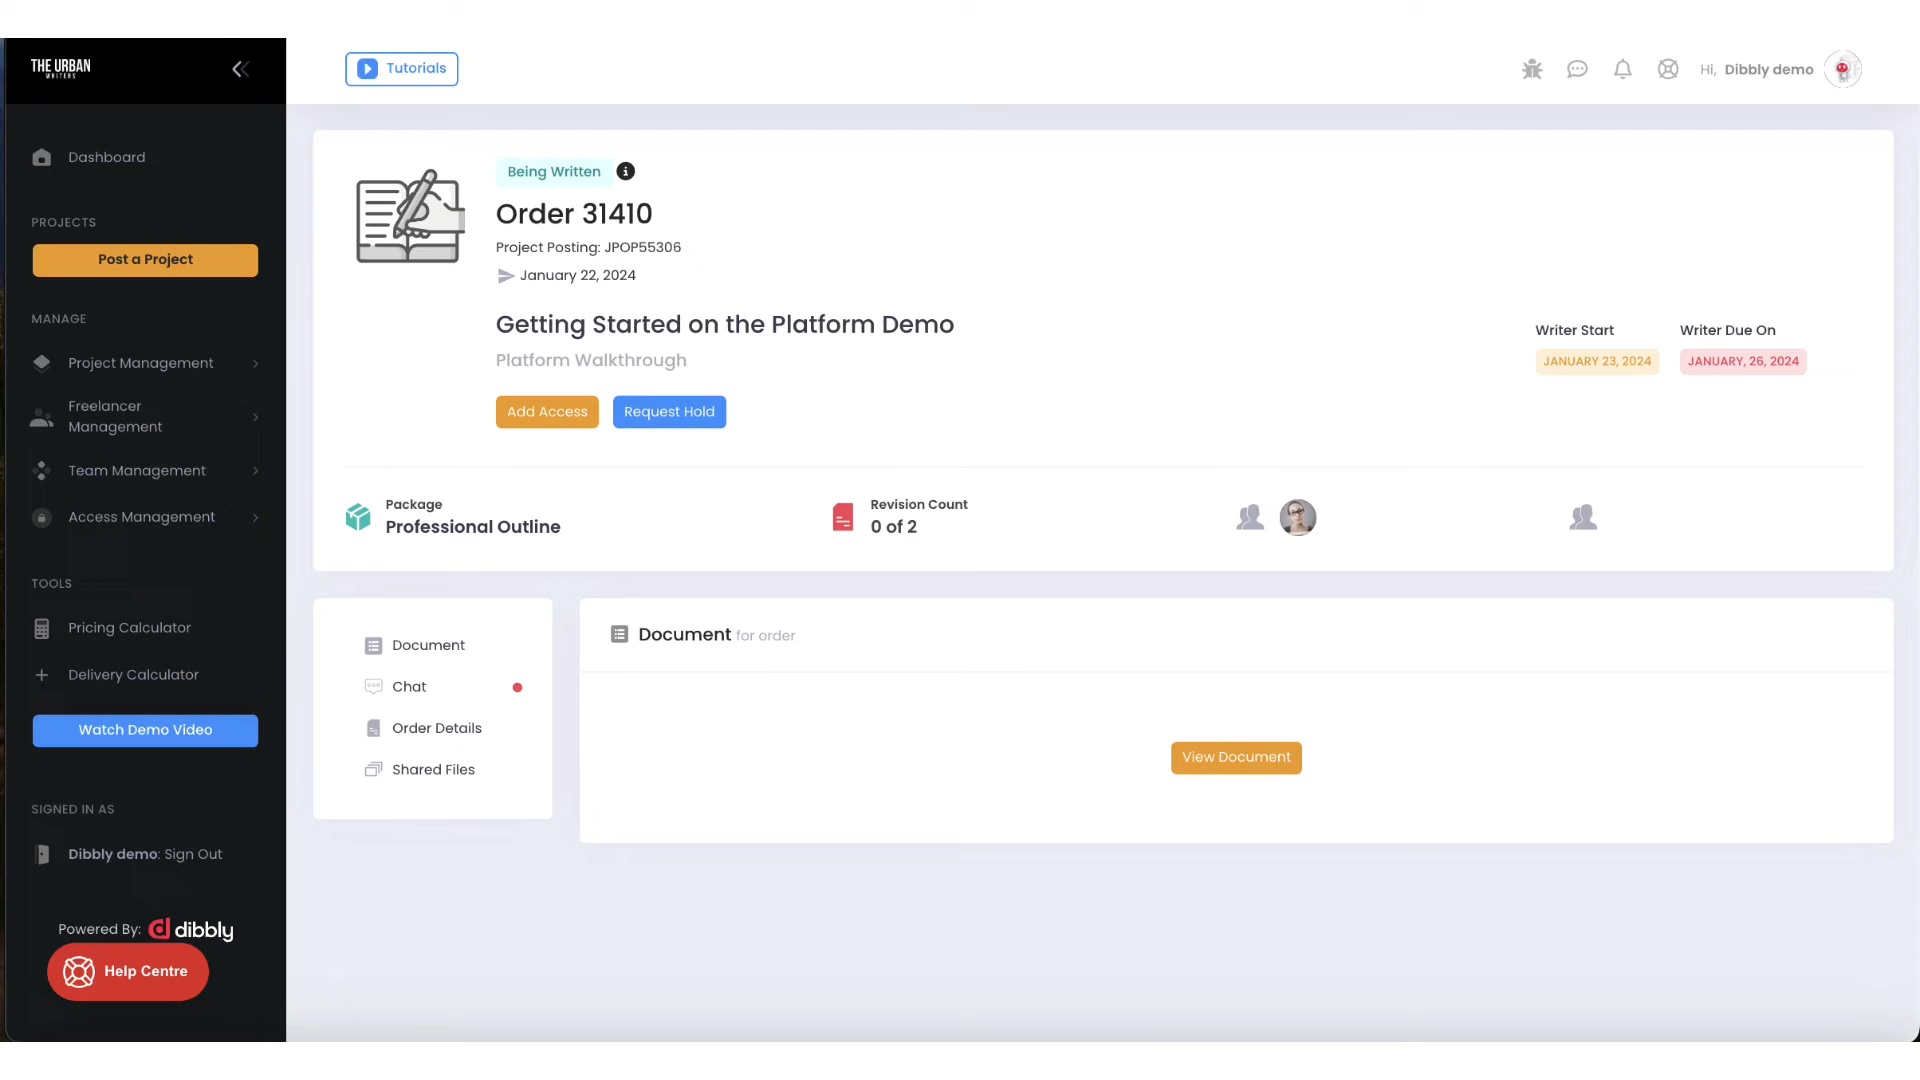 THE URBAN
WRITERS
Tutorials
Hi, Dibbly demo
Dashboard
PROJECTS
Post a Project
MANAGE
Project Management
Freelancer
Management
Team Management
Access Management
TOOLS
Pricing Calculator
Delivery Calculator
Watch Demo Video
SIGNED IN AS
Dibbly demo: Sign Out
Powered By: dibbly
Help Centre
Being Written
Order 31410
Project Posting: JPOP55306
January 22, 2024
Getting Started on the Platform Demo
Platform Walkthrough
Writer Start
JANUARY 23, 2024
Writer Due On
JANUARY, 26, 2024
Add Access
Request Hold
Package
Professional Outline
Revision Count
0 of 2
Document
Chat
Order Details
Shared Files
Document for order
View Document